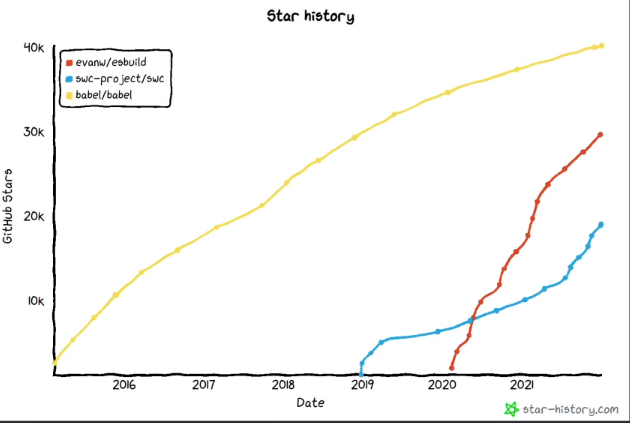 Star history
40k
evanw/esbuild
swc-project/swc
babel/babel
30k
GitHub Stars
20k
10k
2016 2017 2018 2019 2020 2021
Date
star-history.com